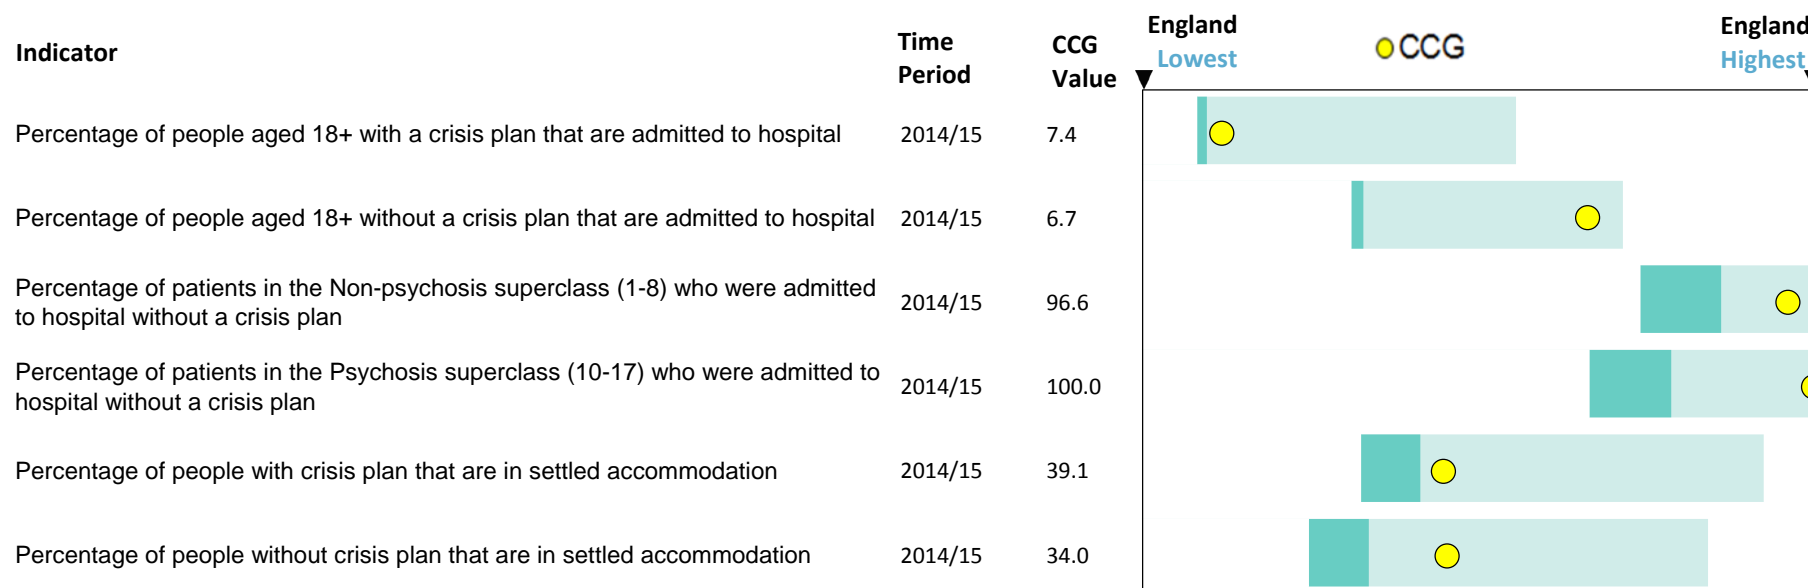 Indicator
Time
Period
CCG
Value
England
Lowest
CCG
England
Highest
Percentage of people aged 18+ with a crisis plan that are admitted to hospital 2014/15 7.4
Percentage of people aged 18+ without a crisis plan that are admitted to hospital 2014/15 6.7
Percentage of patients in the Non-psychosis superclass (1-8) who were admitted
to hospital without a crisis plan 2014/15 96.6
Percentage of patients in the Psychosis superclass (10-17) who were admitted to
hospital without a crisis plan 2014/15 100.0
Percentage of people with crisis plan that are in settled accommodation 2014/15 39.1
Percentage of people without crisis plan that are in settled accommodation 2014/15 34.0